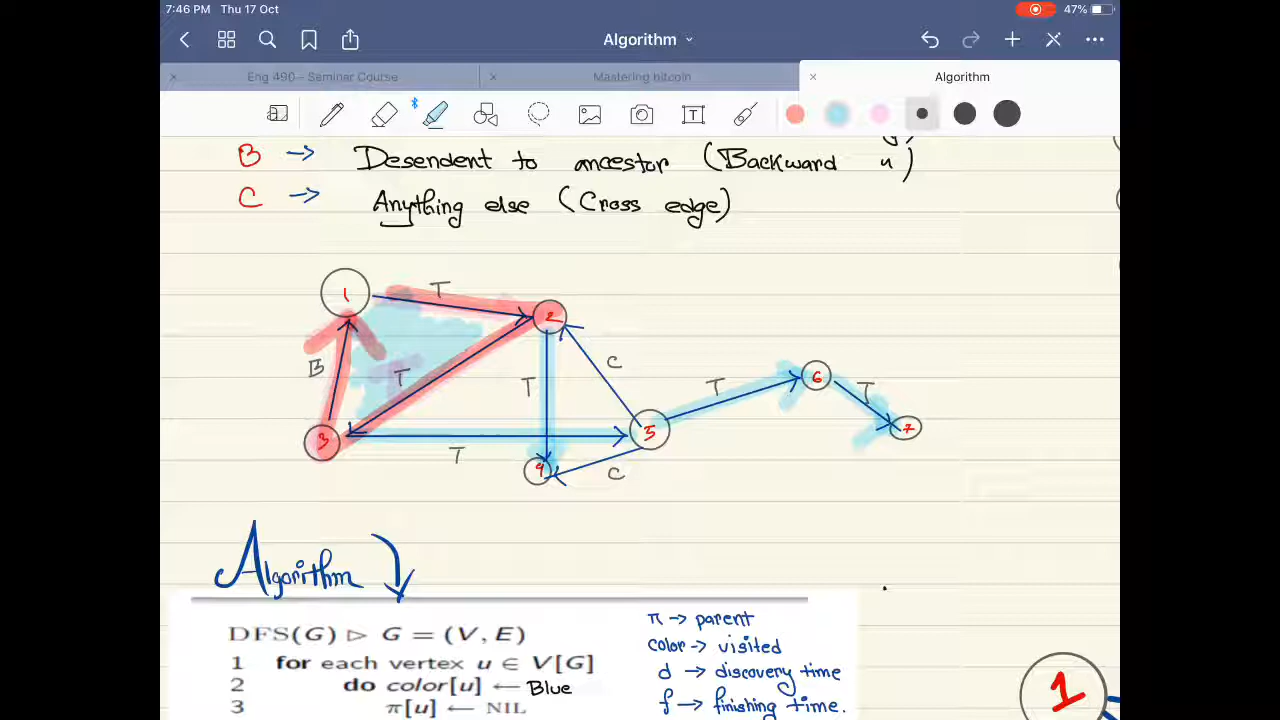 7:46 PM Thu 17 Oct
47%
Algorithm
Eng 490 – Seminar Course
Mastering bitcoin
Algorithm
B → Desendent to ancestor (Backward ")
C → Anything else (Cross edge)
1
T
2
B
T
T
C
T
6
T
3
5
7
T
4
C
Algorithm
DFS(G) ▷ G = (V, E)
1 for each vertex u ∈ V[G]
2 do color[u] ← Blue
3 π[u] ← NIL
π → parent
color → visited
d → discovery time
f → finishing time.
1